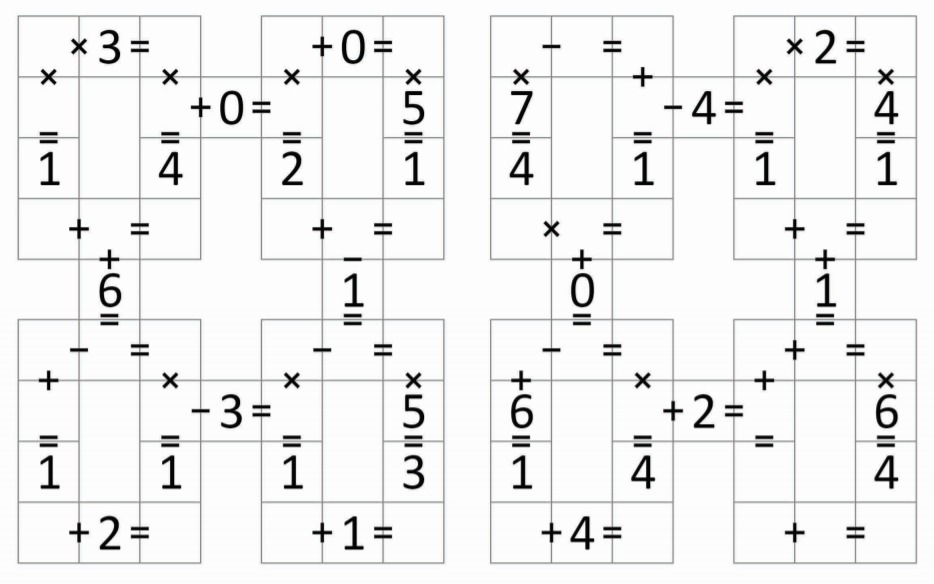 × 3 = + 0 = − = × 2 =
× × × × × + × ×
+ 0 = 5 7 − 4 = 4
= = = = = = = =
1 4 2 1 4 1 1 1
+ = + = × = + =
+ − + +
6 1 0 1
= = = =
− = − = − = + =
+ × × × + × + ×
− 3 = 5 6 + 2 = 6
= = = = = = = =
1 1 1 3 1 4 4
+ 2 = + 1 = + 4 = + =